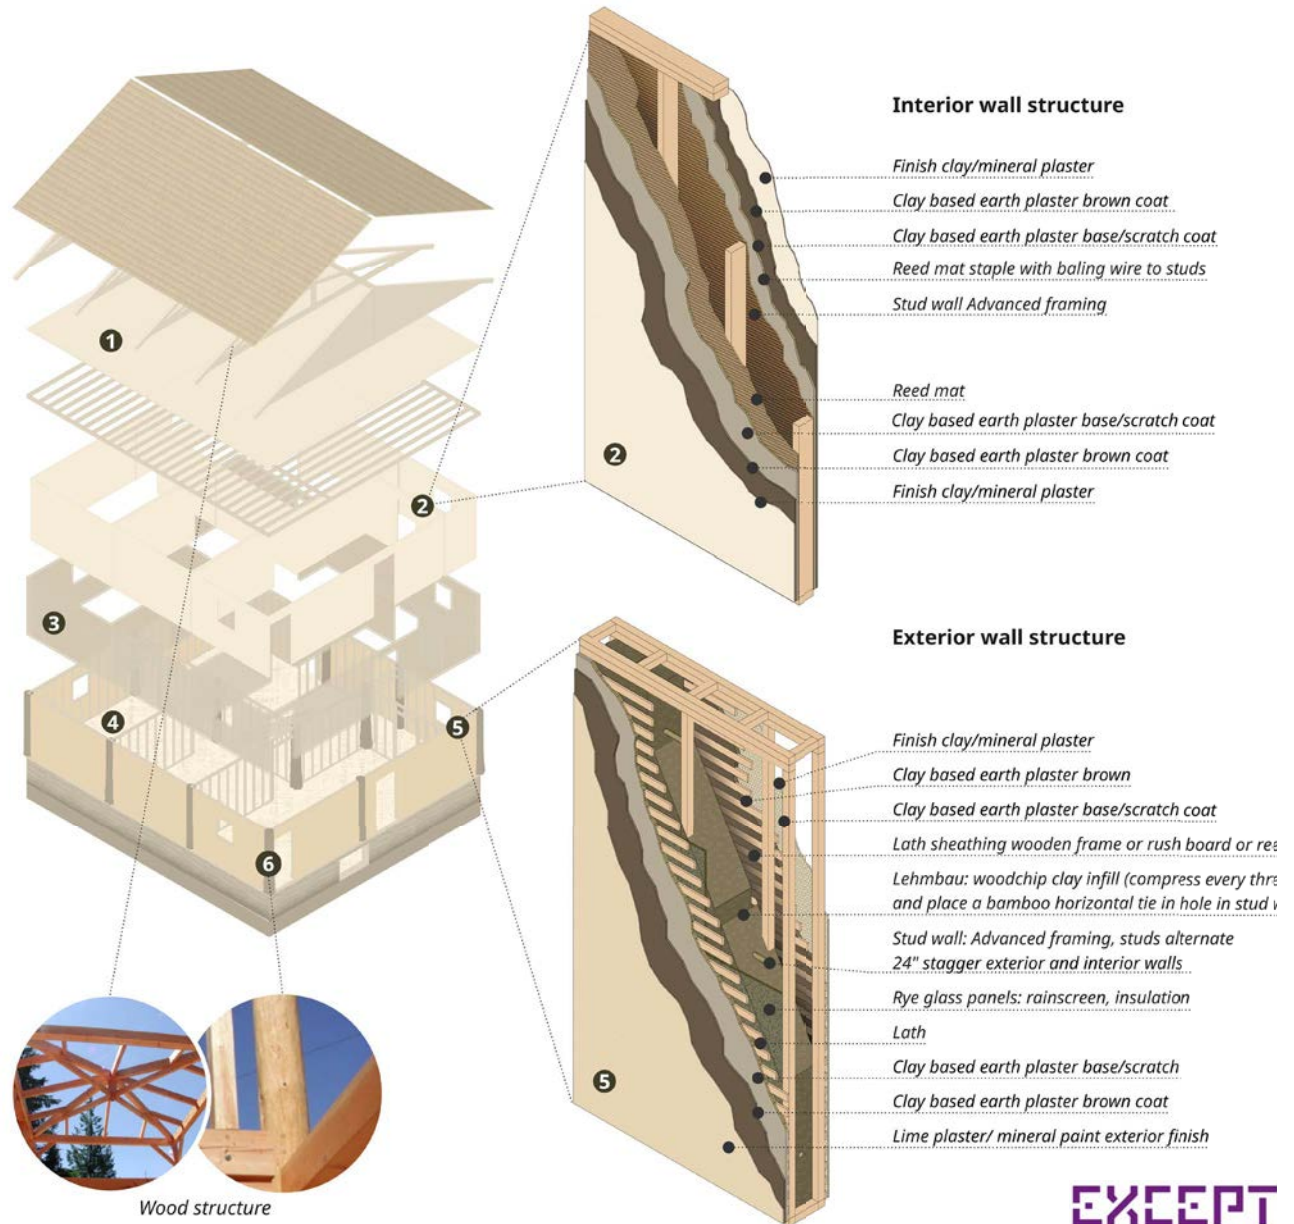 Interior wall structure
Finish clay/mineral plaster
Clay based earth plaster brown coat
Clay based earth plaster base/scratch coat
Reed mat staple with baling wire to studs
Stud wall Advanced framing
Reed mat
Clay based earth plaster base/scratch coat
Clay based earth plaster brown coat
Finish clay/mineral plaster
1
2
2
3
4
5
6
Exterior wall structure
Finish clay/mineral plaster
Clay based earth plaster brown
Clay based earth plaster base/scratch coat
Lath sheathing wooden frame or rush board or
Lehmbau: woodchip clay infill (compress every
and place a bamboo horizontal tie in hole in stud
Stud wall: Advanced framing, studs alternate
24" stagger exterior and interior walls
Rye glass panels: rainscreen, insulation
Lath
Clay based earth plaster base/scratch
Clay based earth plaster brown coat
Lime plaster/ mineral paint exterior finish
5
Wood structure
EXCEPT